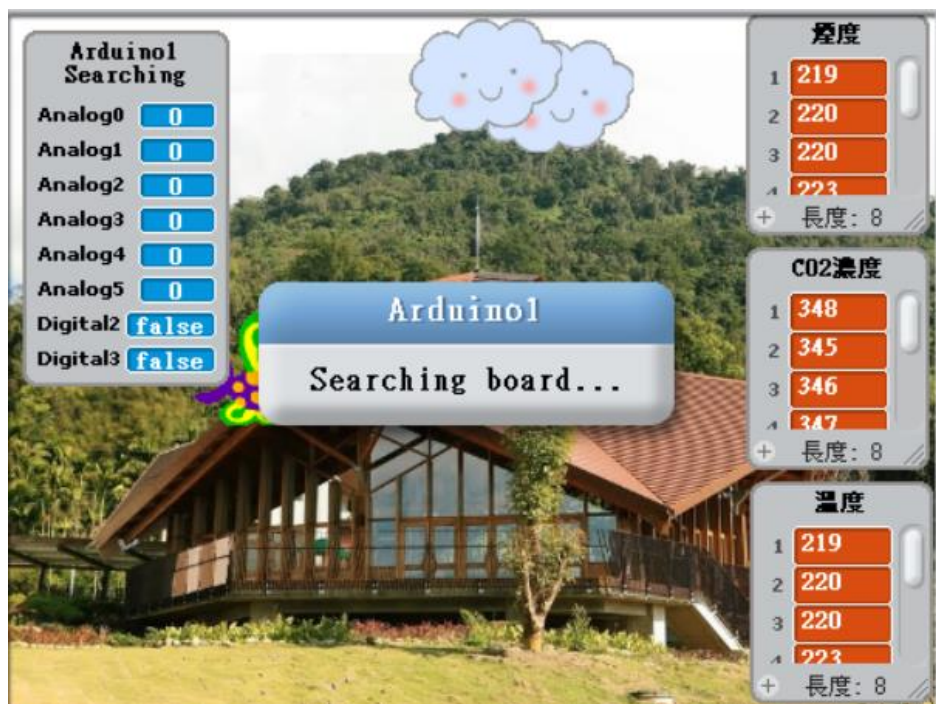 Arduino1
Searching
Analog0 0
Analog1 0
Analog2 0
Analog3 0
Analog4 0
Analog5 0
Digital2 false
Digital3 false
Arduino1
Searching board...
煙度
1 219
2 220
3 220
4 223
+ 長度: 8
CO2濃度
1 348
2 345
3 346
4 347
+ 長度: 8
溫度
1 219
2 220
3 220
4 223
+ 長度: 8